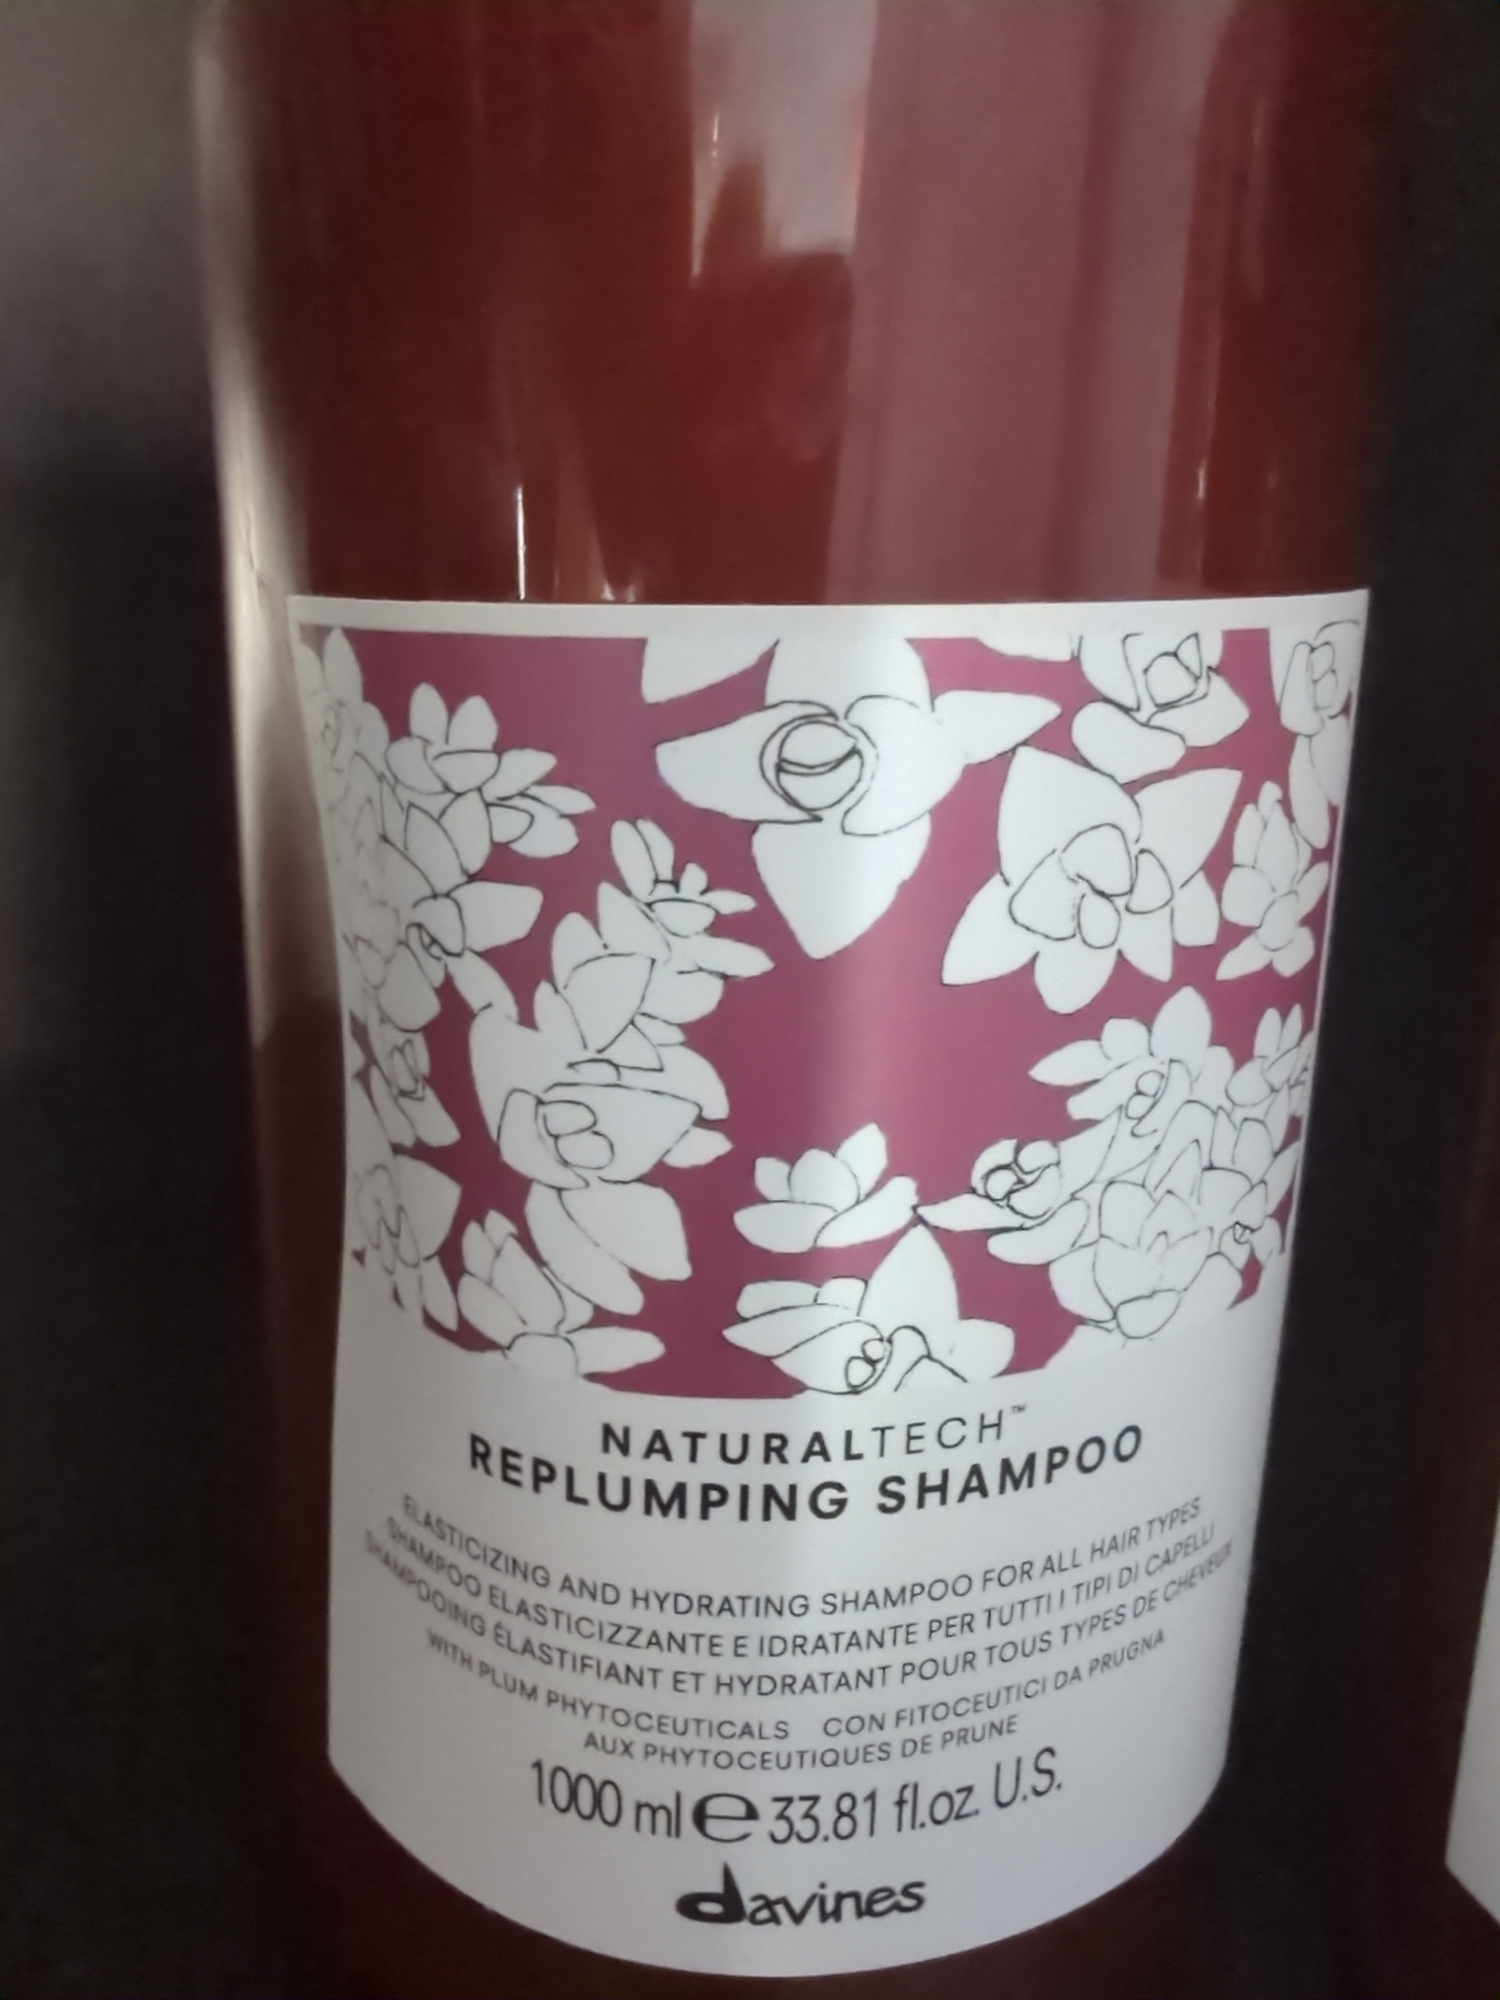 NATURALTECH™
REPLUMPING SHAMPOO
ELASTICIZING AND HYDRATING SHAMPOO FOR ALL HAIR TYPES
SHAMPOO ELASTICIZZANTE E IDRATANTE PER TUTTI I TIPI DI CAPELLI
SHAMPOOING ÉLASTIFIANT ET HYDRATANT POUR TOUS TYPES DE CHEVEUX
WITH PLUM PHYTOCEUTICALS CON FITOCEUTICI DA PRUGNA
AUX PHYTOCEUTIQUES DE PRUNE
1000 ml e 33.81 fl.oz. U.S.
davines